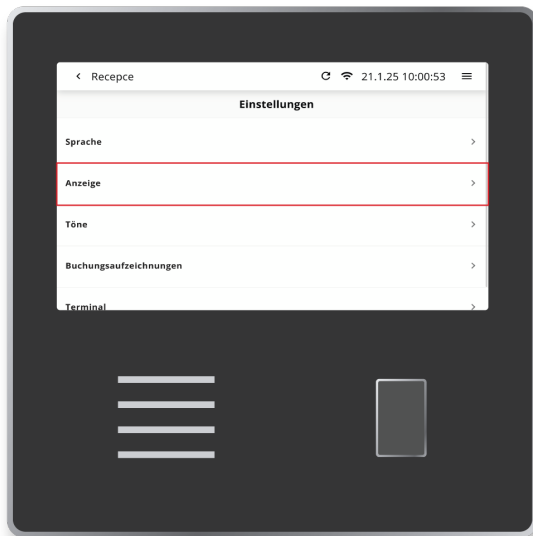 Recepce 21.1.25 10:00:53
Einstellungen
Sprache
Anzeige
Töne
Buchungsaufzeichnungen
Terminal